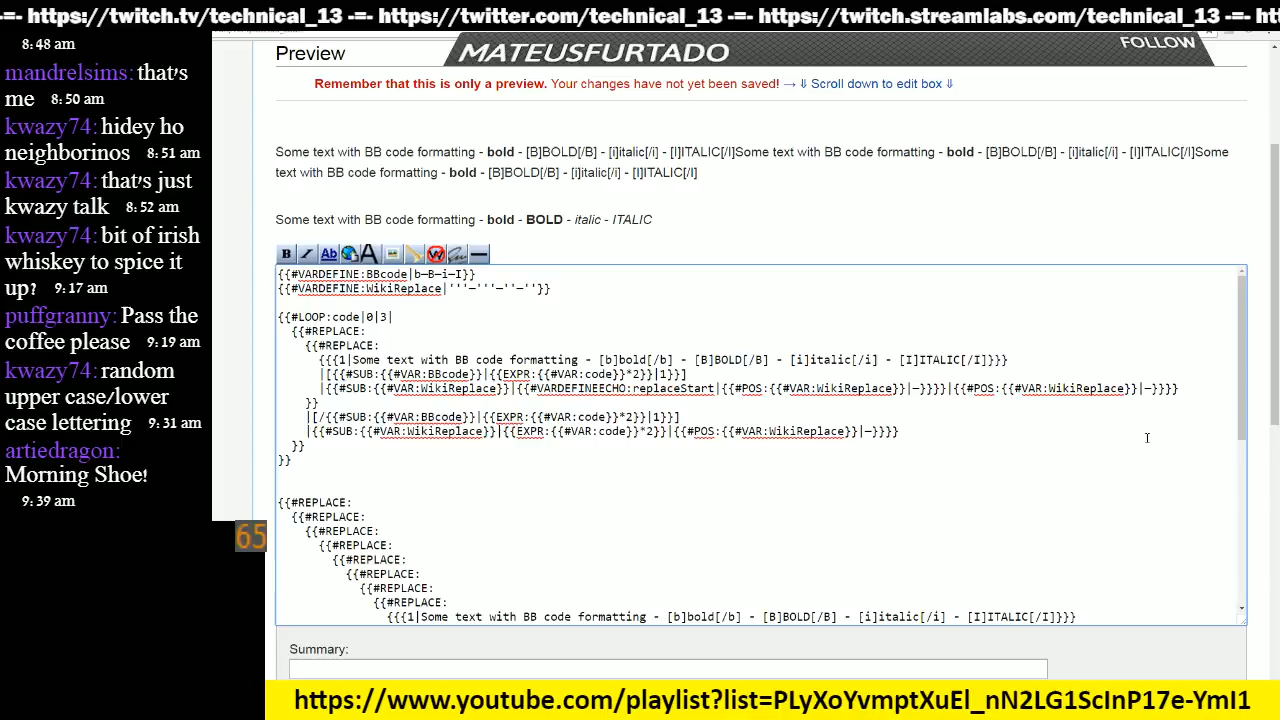 -=- https://twitch.tv/technical_13 -=- https://twitter.com/technical_13 -=- https://twitch.streamlabs.com/technical_13 -=- ht
8:48 am
mandrelsims: that's
me 8:50 am
kwazy74: hidey ho
neighborinos 8:51 am
kwazy74: that's just
kwazy talk 8:52 am
kwazy74: bit of irish
whiskey to spice it
up? 9:17 am
puffgranny: Pass the
coffee please 9:19 am
kwazy74: random
upper case/lower
case lettering 9:31 am
artiedragon:
Morning Shoe!
9:39 am
65
Preview
MATEUSFURTADO
FOLLOW
Remember that this is only a preview. Your changes have not yet been saved! → ⇓ Scroll down to edit box ⇓
Some text with BB code formatting - bold - [B]BOLD[/B] - [i]italic[/i] - [I]ITALIC[/I]Some text with BB code formatting - bold - [B]BOLD[/B] - [i]italic[/i] - [I]ITALIC[/I]Some
text with BB code formatting - bold - [B]BOLD[/B] - [i]italic[/i] - [I]ITALIC[/I]
Some text with BB code formatting - bold - BOLD - italic - ITALIC
B I Ab A W
{{#VARDEFINE:BBcode|b—B—i—I}}
{{#VARDEFINE:WikiReplace|'''—'''—''—''}}
{{#LOOP:code|0|3|
{{#REPLACE:
{{#REPLACE:
{{{1|Some text with BB code formatting - [b]bold[/b] - [B]BOLD[/B] - [i]italic[/i] - [I]ITALIC[/I]}}}
|[{{#SUB:{{#VAR:BBcode}}|{{EXPR:{{#VAR:code}}*2}}|1}}]
|{{#SUB:{{#VAR:WikiReplace}}|{{#VARDEFINEECHO:replaceStart|{{#POS:{{#VAR:WikiReplace}}|—}}}}|{{#POS:{{#VAR:WikiReplace}}|—}}}}
}}
|[/{{#SUB:{{#VAR:BBcode}}|{{EXPR:{{#VAR:code}}*2}}|1}}]
|{{#SUB:{{#VAR:WikiReplace}}|{{EXPR:{{#VAR:code}}*2}}|{{#POS:{{#VAR:WikiReplace}}|—}}}}
}}
}}
{{#REPLACE:
{{#REPLACE:
{{#REPLACE:
{{#REPLACE:
{{#REPLACE:
{{#REPLACE:
{{#REPLACE:
{{#REPLACE:
{{{1|Some text with BB code formatting - [b]bold[/b] - [B]BOLD[/B] - [i]italic[/i] - [I]ITALIC[/I]}}}
Summary:
https://www.youtube.com/playlist?list=PLyXoYvmptXuEl_nN2LG1ScInP17e-YmI1